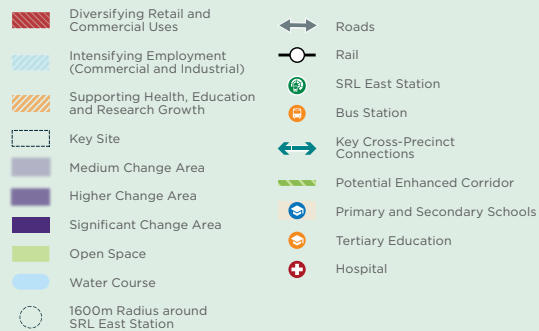 Diversifying Retail and
Commercial Uses
Intensifying Employment
(Commercial and Industrial)
Supporting Health, Education
and Research Growth
Key Site
Medium Change Area
Higher Change Area
Significant Change Area
Open Space
Water Course
1600m Radius around
SRL East Station
Roads
Rail
SRL East Station
Bus Station
Key Cross-Precinct
Connections
Potential Enhanced Corridor
Primary and Secondary Schools
Tertiary Education
Hospital